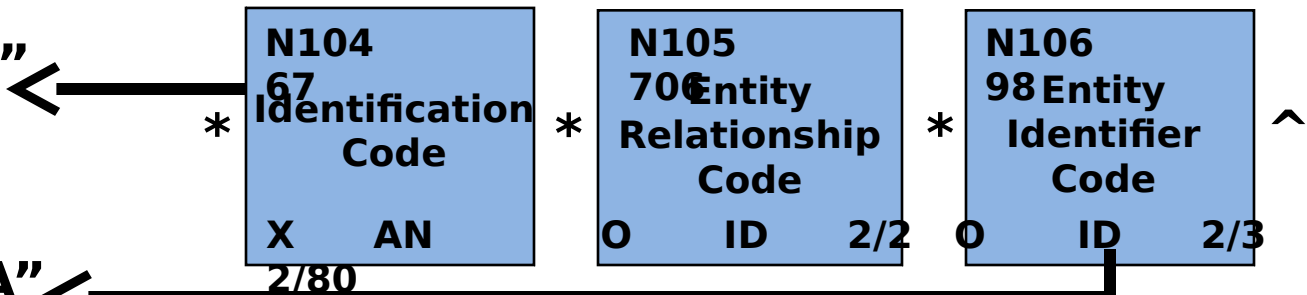 ”
N104
67
Identification
Code
X AN
2/80
*
N105
706
Entity
Relationship
Code
O ID 2/2
*
N106
98
Entity
Identifier
Code
O ID 2/3
*
^
A”